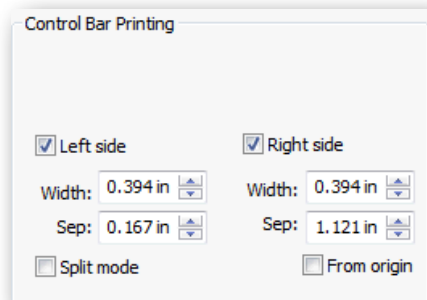 Control Bar Printing
Left side Right side
Width: 0.394 in Width: 0.394 in
Sep: 0.167 in Sep: 1.121 in
Split mode From origin